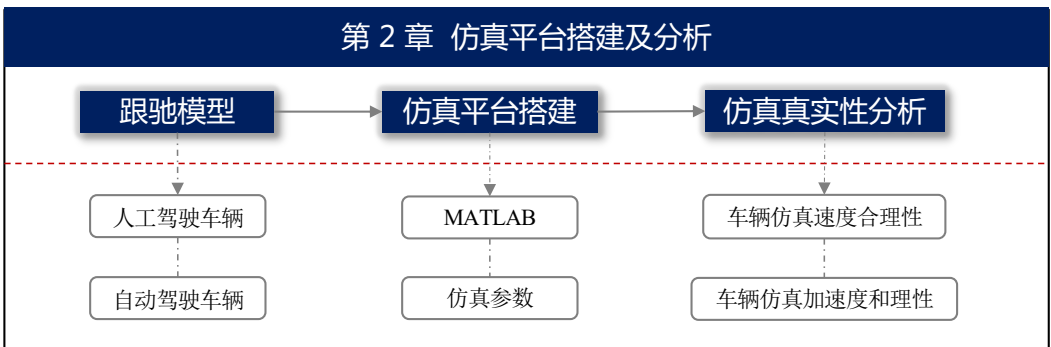 第 2 章 仿真平台搭建及分析
跟驰模型
仿真平台搭建
仿真真实性分析
人工驾驶车辆
MATLAB
车辆仿真速度合理性
自动驾驶车辆
仿真参数
车辆仿真加速度和理性